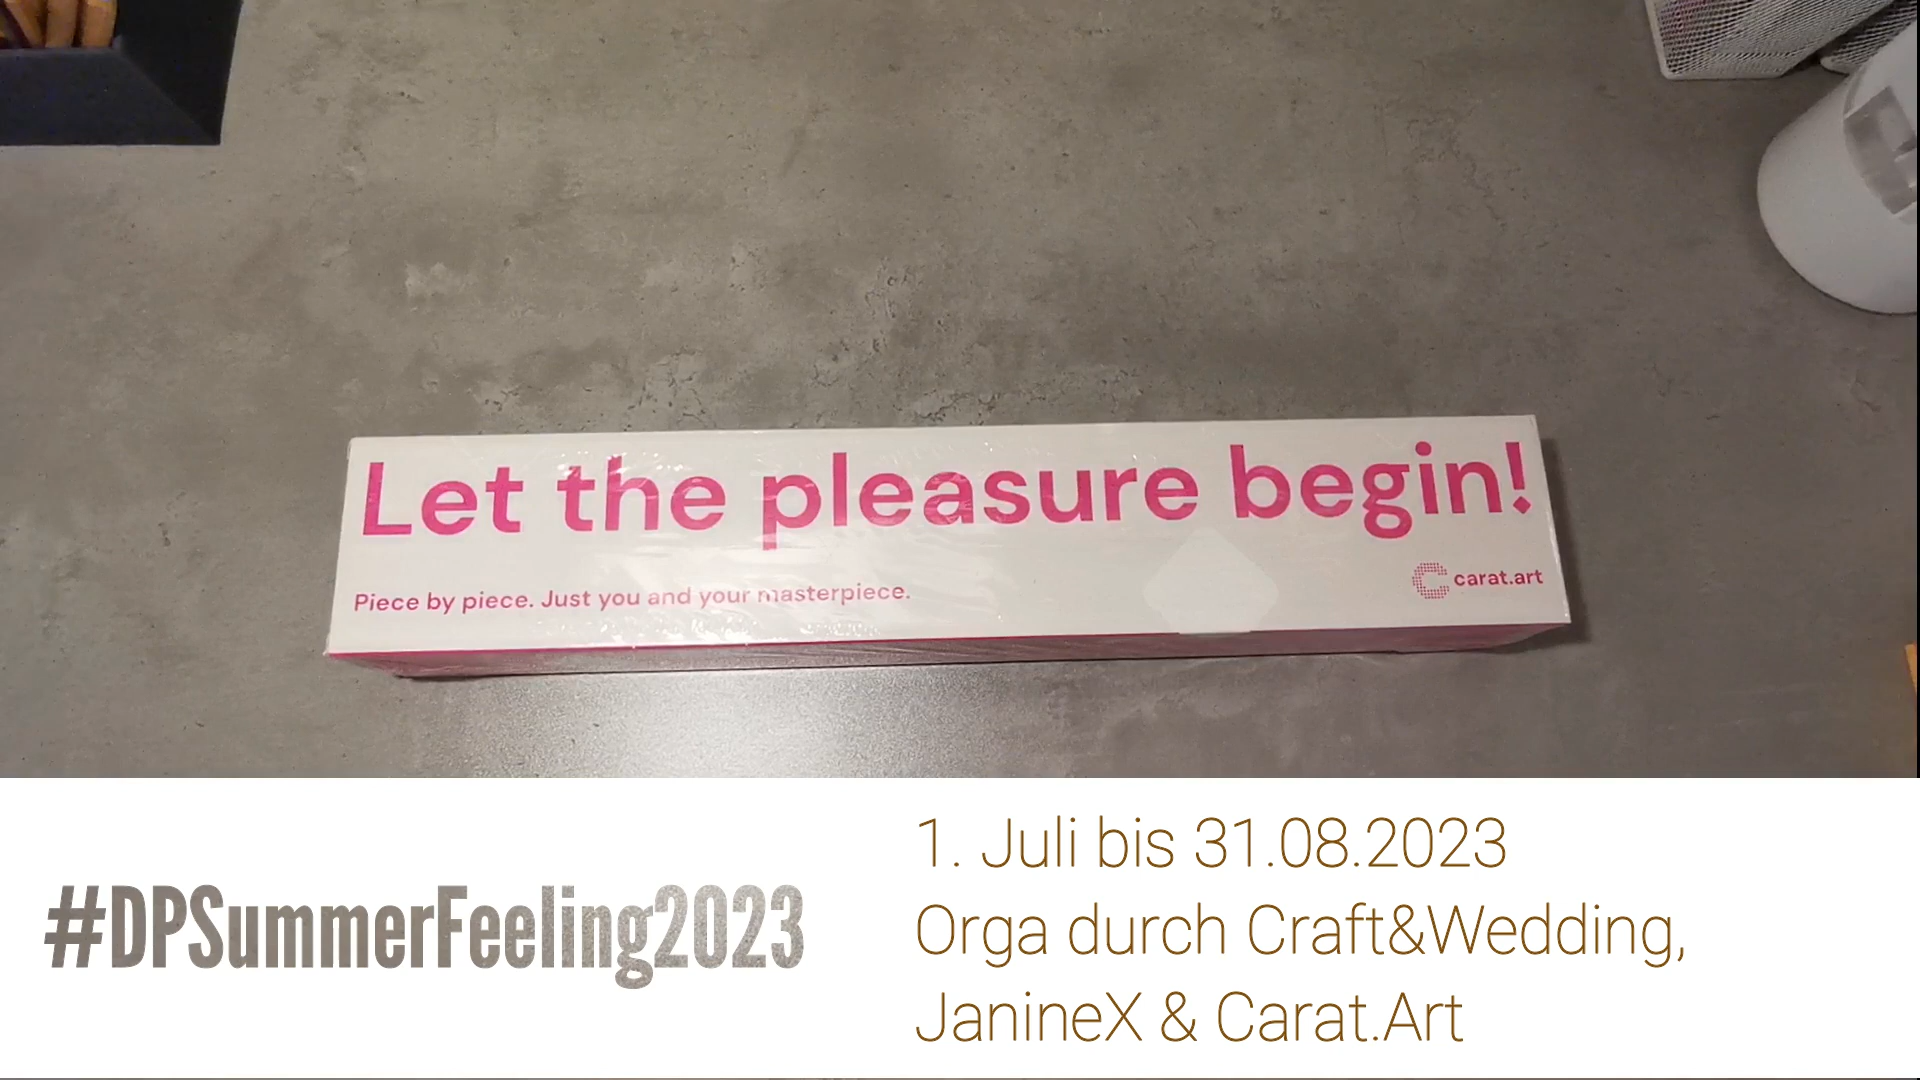 Let the pleasure begin!
Piece by piece. Just you and your masterpiece.
carat.art
#DPSummerFeeling2023
1. Juli bis 31.08.2023
Orga durch Craft&Wedding,
JanineX & Carat.Art